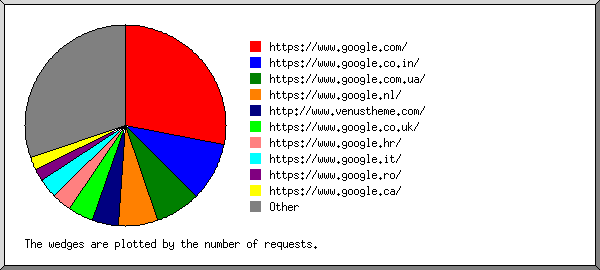 https://www.google.com/
https://www.google.co.in/
https://www.google.com.ua/
https://www.google.nl/
http://www.venustheme.com/
https://www.google.co.uk/
https://www.google.hr/
https://www.google.it/
https://www.google.ro/
https://www.google.ca/
Other
The wedges are plotted by the number of requests.